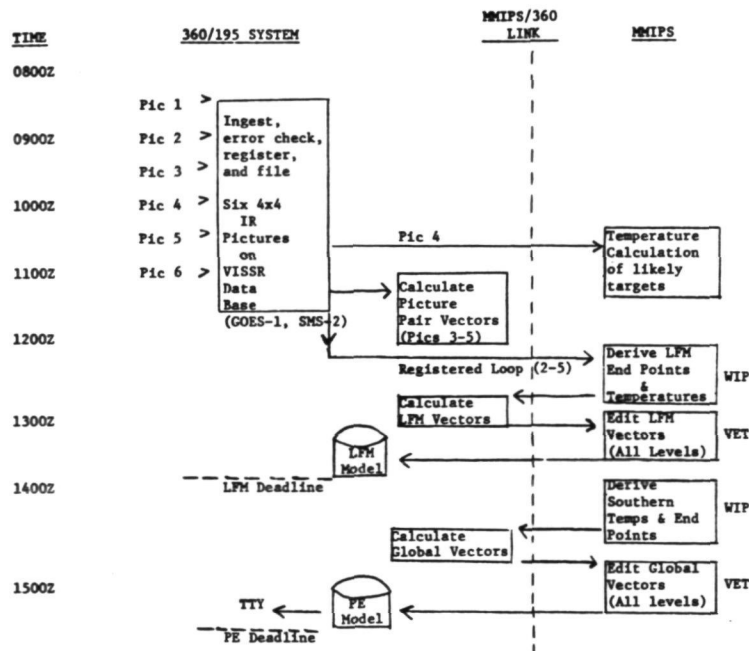 MMIPS/360
TIME 360/195 SYSTEM LINK MMIPS
0800Z
Pic 1 >
Ingest,
0900Z Pic 2 > error check,
register,
Pic 3 > and file
1000Z Pic 4 > Six 4x4
IR
Pic 5 > Pictures
on
1100Z Pic 6 > VISSR
Data
Base
(GOES-1, SMS-2)
Pic 4
Temperature
Calculation
of likely
targets
Calculate
Picture
Pair Vectors
(Pics 3-5)
1200Z
Registered Loop (2-5)
Derive LFM
End Points
&
Temperatures
WIP
Calculate
LFM Vectors
1300Z
Edit LFM
Vectors
(All Levels)
VET
LFM
Model
LFM Deadline
1400Z
Derive
Southern
Temps & End
Points
WIP
Calculate
Global Vectors
Edit Global
Vectors
(All levels)
VET
1500Z
TTY
PE
Model
PE Deadline